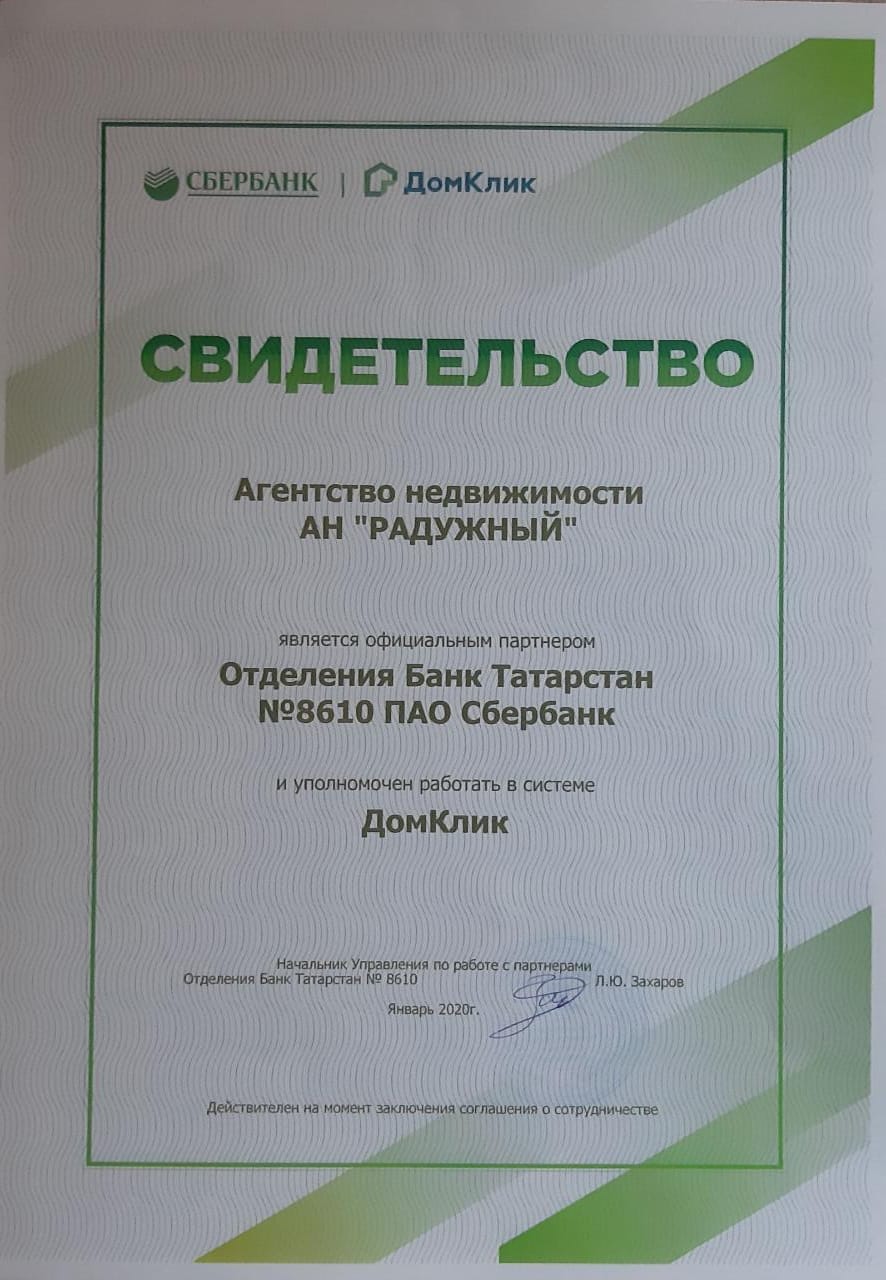 СБЕРБАНК | ДомКлик
СВИДЕТЕЛЬСТВО
Агентство недвижимости
АН "РАДУЖНЫЙ"
является официальным партнером
Отделения Банк Татарстан
№8610 ПАО Сбербанк
и уполномочен работать в системе
ДомКлик
Начальник Управления по работе с партнерами
Отделения Банк Татарстан № 8610 Л.Ю. Захаров
Январь 2020г.
Действителен на момент заключения соглашения о сотрудничестве